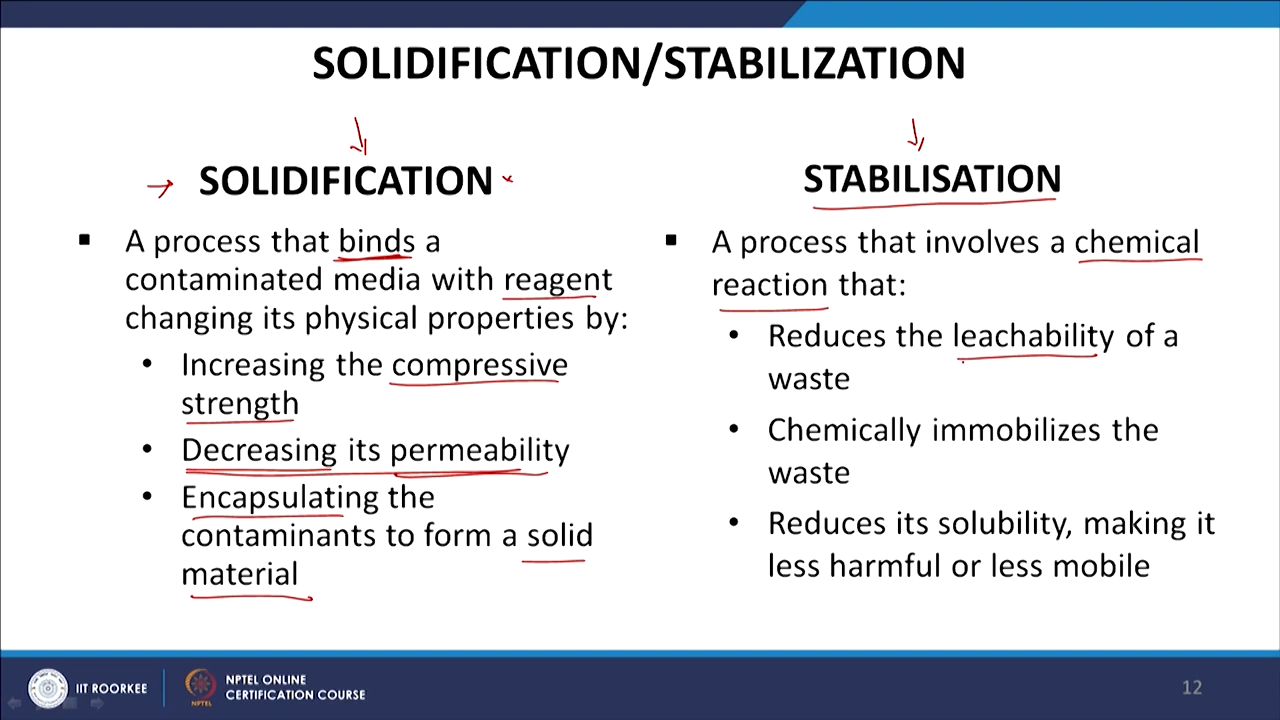 SOLIDIFICATION/STABILIZATION
SOLIDIFICATION
▪ A process that binds a
contaminated media with reagent
changing its physical properties by:
• Increasing the compressive
strength
• Decreasing its permeability
• Encapsulating the
contaminants to form a solid
material
STABILISATION
▪ A process that involves a chemical
reaction that:
• Reduces the leachability of a
waste
• Chemically immobilizes the
waste
• Reduces its solubility, making it
less harmful or less mobile
IIT ROORKEE
NPTEL
NPTEL ONLINE
CERTIFICATION COURSE
12